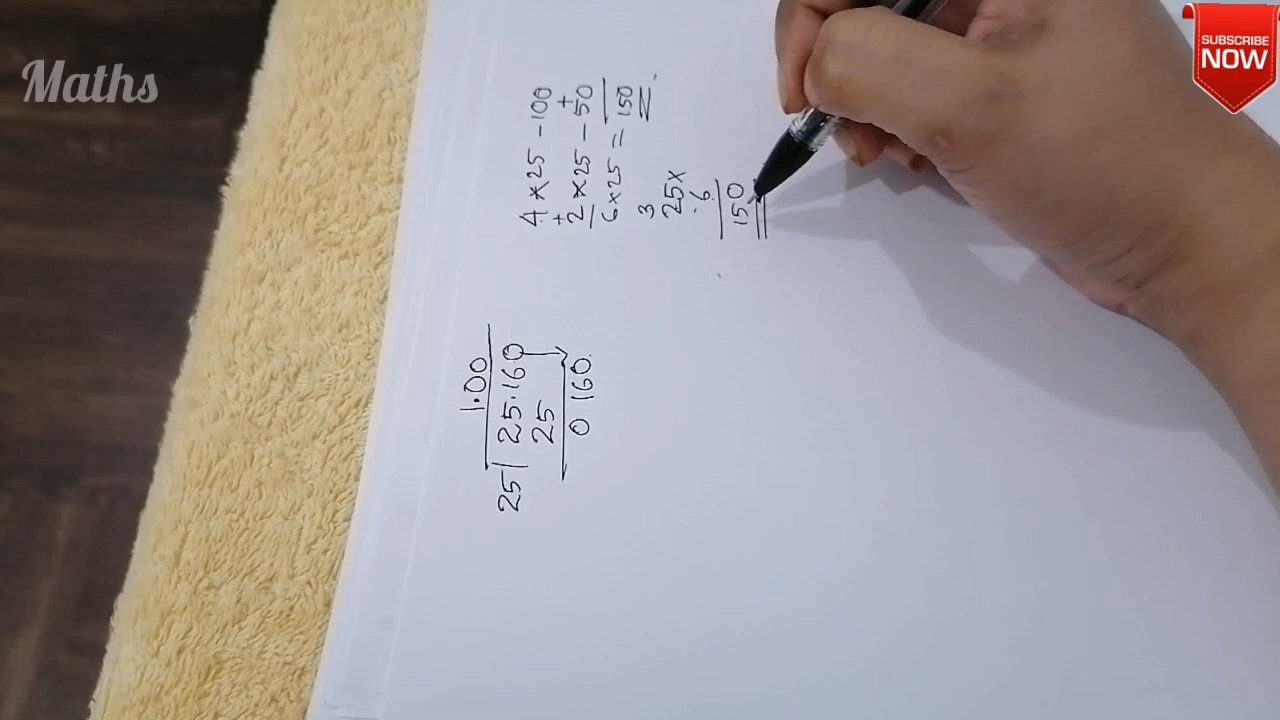 Maths
SUBSCRIBE
NOW
4 × 25 - 100
+ +
2 × 25 - 50
6 × 25 = 150
3
25 ×
6
150
1.00
25 25.160
25
0 160